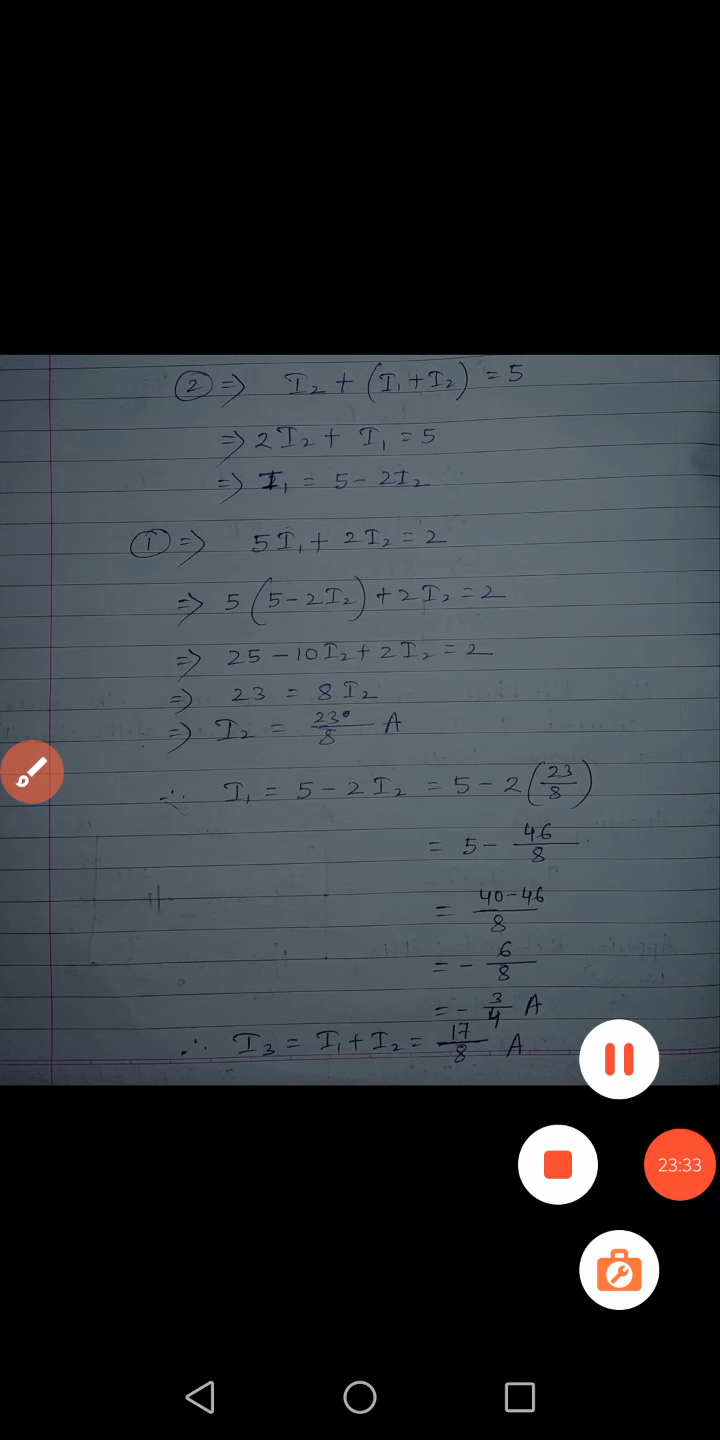 ② => I₂ + (I₁ + I₂) = 5
=> 2I₂ + I₁ = 5
=> I₁ = 5 - 2I₂
① => 5I₁ + 2I₂ = 2
=> 5(5 - 2I₂) + 2I₂ = 2
=> 25 - 10I₂ + 2I₂ = 2
=> 23 = 8I₂
=> I₂ = 23/8 A
∴ I₁ = 5 - 2I₂ = 5 - 2(23/8)
= 5 - 46/8
= 40-46/8
= - 6/8
= - 3/4 A
∴ I₃ = I₁ + I₂ = 17/8 A
23:33